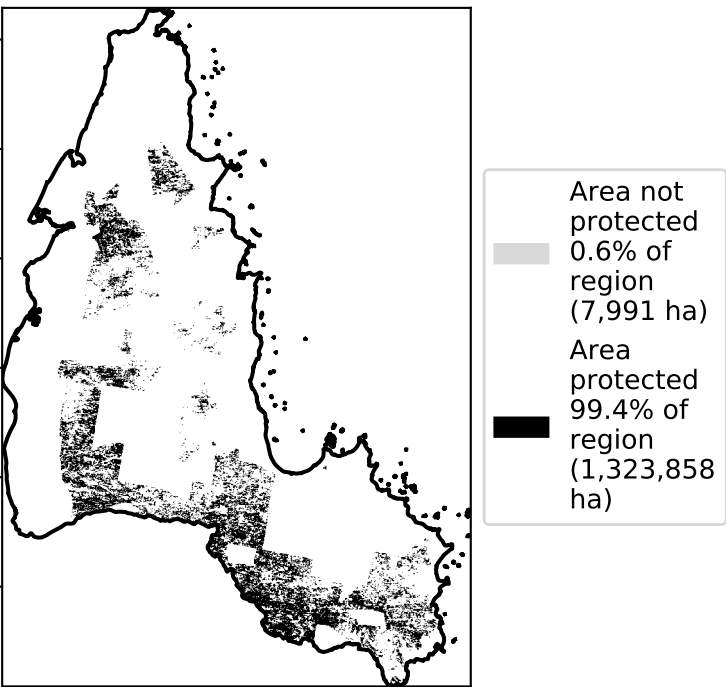 Area not
protected
0.6% of
region
(7,991 ha)
Area
protected
99.4% of
region
(1,323,858
ha)